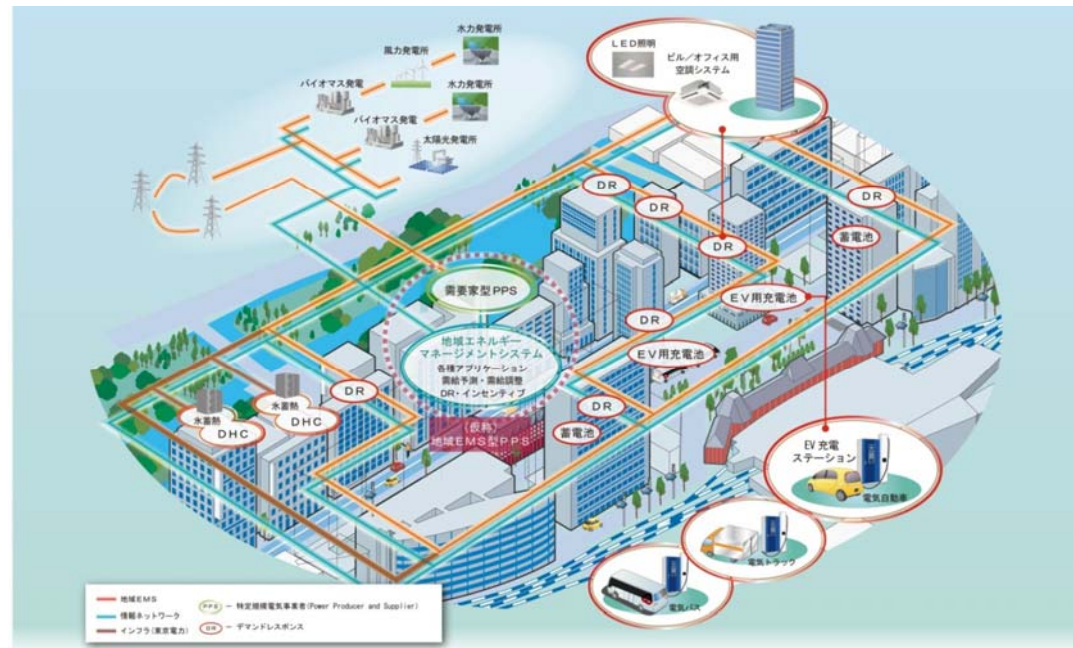 水力発電所
風力発電所
バイオマス発電
水力発電所
バイオマス発電
太陽光発電所
LED照明
ビル／オフィス用
空調システム
DR
DR
DR
DR
蓄電池
需要家型PPS
EV用充電池
DR
地域エネルギー
マネージメントシステム
各種アプリケーション
需給予測・需給調整
DR・インセンティブ
EV用充電池
DR
氷蓄熱
氷蓄熱
DHC
DHC
DR
蓄電池
（仮称）
地域EMS型PPS
EV充電
ステーション
電気自動車
電気トラック
電気バス
地域EMS
情報ネットワーク
インフラ(東京電力)
PPS － 特定規模電気事業者(Power Producer and Supplier)
DR － デマンドレスポンス